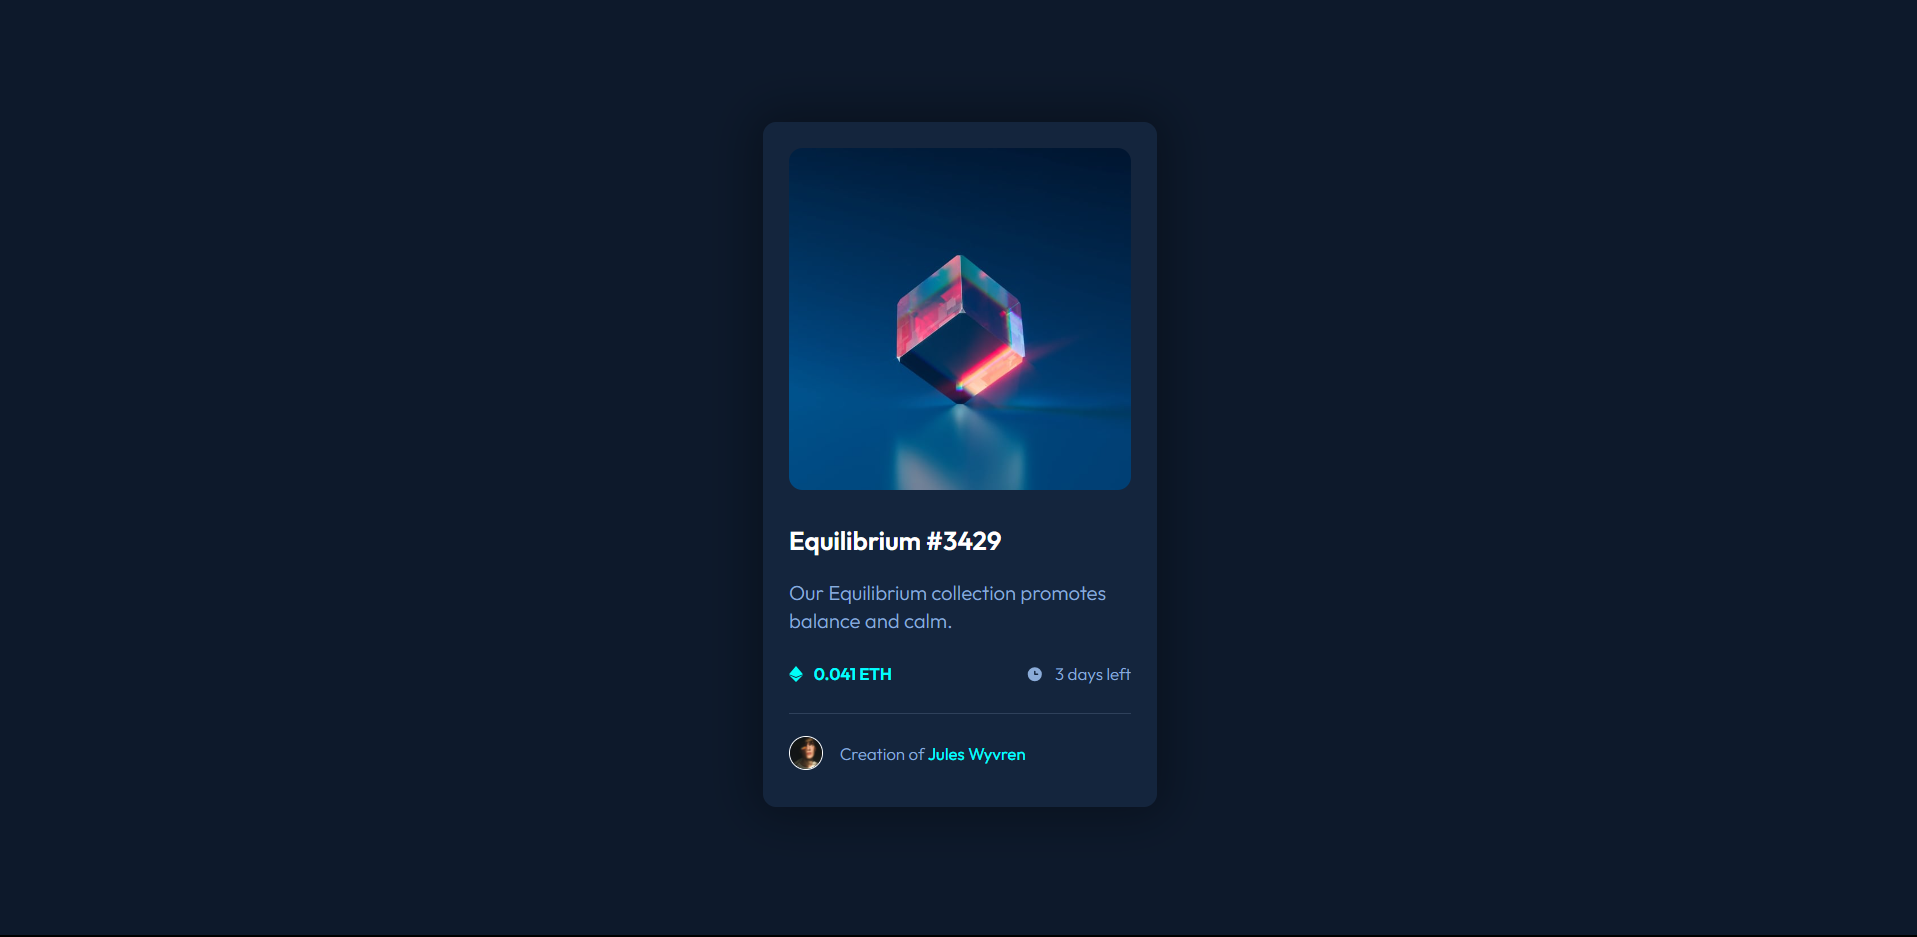 Equilibrium #3429
Our Equilibrium collection promotes
balance and calm.
0.041 ETH
3 days left
Creation of Jules Wyvren